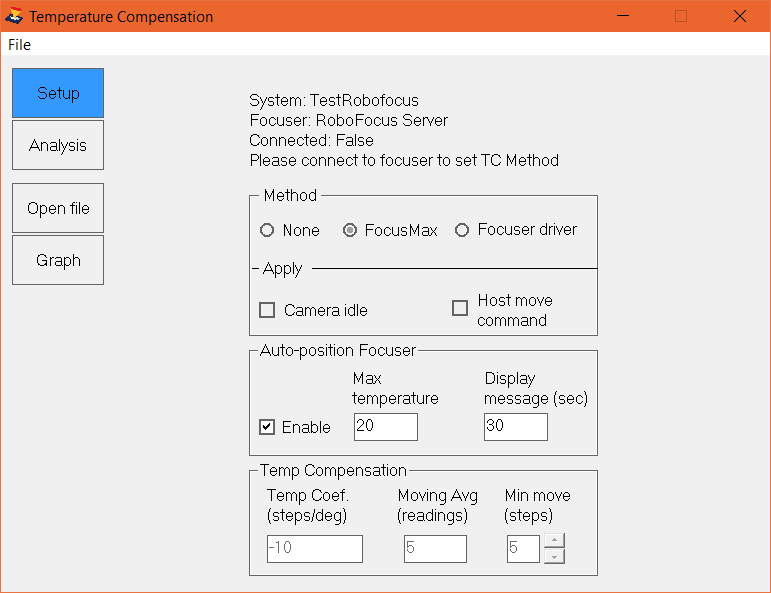 Temperature Compensation
File
Setup
Analysis
Open file
Graph
System: TestRobofocus
Focuser: RoboFocus Server
Connected: False
Please connect to focuser to set TC Method
Method
None
FocusMax
Focuser driver
Apply
Camera idle
Host move
command
Auto-position Focuser
Enable
Max
temperature
20
Display
message (sec)
30
Temp Compensation
Temp Coef.
(steps/deg)
-10
Moving Avg
(readings)
5
Min move
(steps)
5